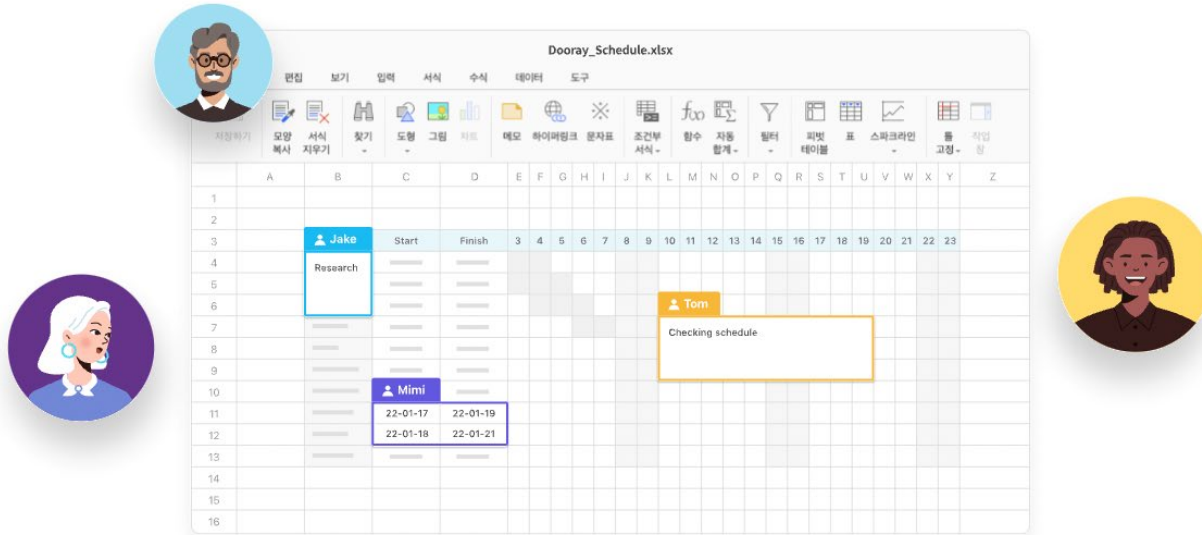 Dooray_Schedule.xlsx
편집 보기 입력 서식 수식 데이터 도구
저장하기 모양 복사 서식 지우기 찾기 도형 그림 차트 메모 하이퍼링크 문자표 조건부 서식 함수 자동 합계 필터 피벗 테이블 표 스파크라인 틀 고정 작업 창
A B C D E F G H I J K L M N O P Q R S T U V W X Y Z
1
2
3 Jake Start Finish 3 4 5 6 7 8 9 10 11 12 13 14 15 16 17 18 19 20 21 22 23
4 Research
5
6 Tom
7 Checking schedule
8
9
10 Mimi
11 22-01-17 22-01-19
12 22-01-18 22-01-21
13
14
15
16